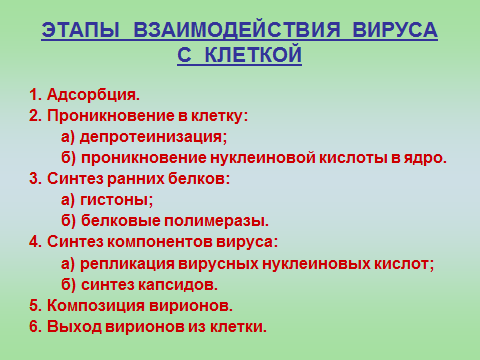 ЭТАПЫ ВЗАИМОДЕЙСТВИЯ ВИРУСА
С КЛЕТКОЙ
1. Адсорбция.
2. Проникновение в клетку:
а) депротеинизация;
б) проникновение нуклеиновой кислоты в ядро.
3. Синтез ранних белков:
а) гистоны;
б) белковые полимеразы.
4. Синтез компонентов вируса:
а) репликация вирусных нуклеиновых кислот;
б) синтез капсидов.
5. Композиция вирионов.
6. Выход вирионов из клетки.